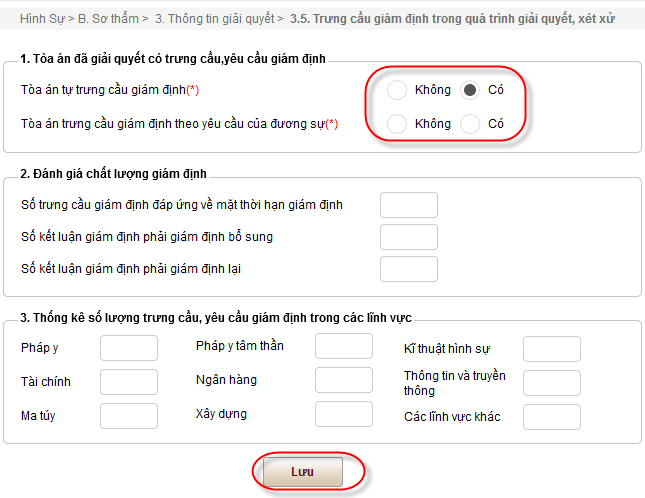 Hình Sự > B. Sơ thẩm > 3. Thông tin giải quyết > 3.5. Trưng cầu giám định trong quá trình giải quyết, xét xử
1. Tòa án đã giải quyết có trưng cầu,yêu cầu giám định
Tòa án tự trưng cầu giám định(*) Không Có
Tòa án trưng cầu giám định theo yêu cầu của đương sự(*) Không Có
2. Đánh giá chất lượng giám định
Số trưng cầu giám định đáp ứng về mặt thời hạn giám định
Số kết luận giám định phải giám định bổ sung
Số kết luận giám định phải giám định lại
3. Thống kê số lượng trưng cầu, yêu cầu giám định trong các lĩnh vực
Pháp y Pháp y tâm thần Kĩ thuật hình sự
Tài chính Ngân hàng Thông tin và truyền
thông
Ma túy Xây dựng Các lĩnh vực khác
Lưu